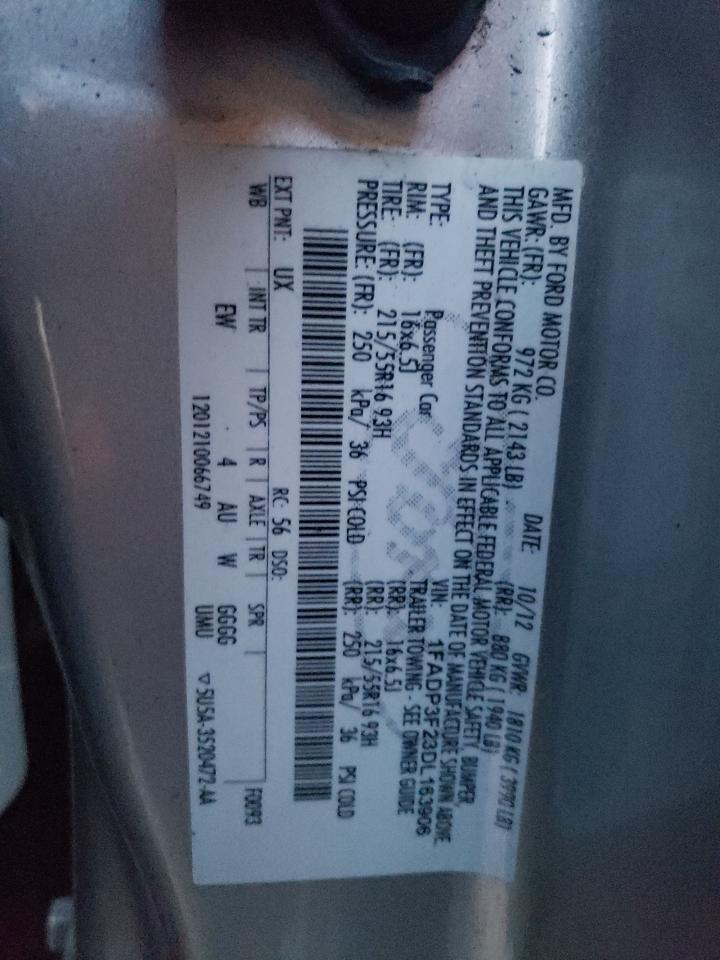 MFD. BY FORD MOTOR CO. DATE: 10/12 GVWR: 1810 KG ( 3990 LB)
GAWR: (FR): 972 KG ( 2143 LB) (RR): 880 KG ( 1940 LB)
THIS VEHICLE CONFORMS TO ALL APPLICABLE FEDERAL MOTOR VEHICLE SAFETY, BUMPER,
AND THEFT PREVENTION STANDARDS IN EFFECT ON THE DATE OF MANUFACTURE SHOWN ABOVE.
VIN: 1FADP3F23DL163906
TYPE: Passenger Car TRAILER TOWING - SEE OWNER GUIDE
RIM: (FR): 16x6.5J (RR): 16x6.5J
TIRE: (FR): 215/55R16 93H (RR): 215/55R16 93H
PRESSURE: (FR): 250 kPa/ 36 PSI COLD (RR): 250 kPa/ 36 PSI COLD
EXT PNT: UX RC: 56 DSO: F0093
WB | INT TR | TP/PS | R | AXLE | TR | SPR |
EW 4 AU W GGGG
1201210066749 UMU ▽5U5A-3S20472-AA